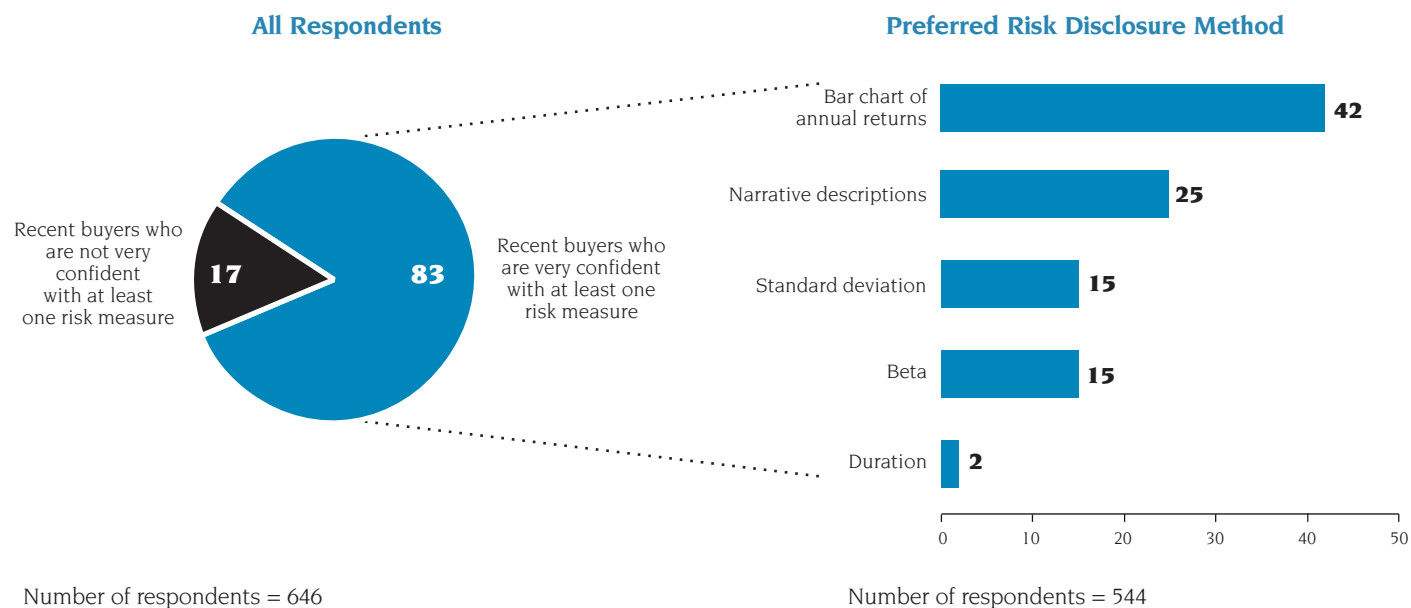 All Respondents
Recent buyers who
are not very
confident
with at least
one risk measure
17
83
Recent buyers who
are very confident
with at least one
risk measure
Number of respondents = 646
Preferred Risk Disclosure Method
Bar chart of
annual returns
42
Narrative descriptions
25
Standard deviation
15
Beta
15
Duration
2
0 10 20 30 40 50
Number of respondents = 544